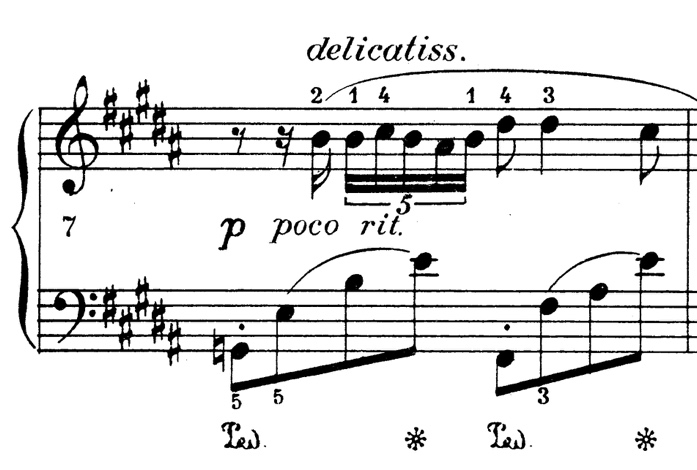 delicatiss.
2 1 4 1 4 3
5
7 p poco rit.
5 5 3
Ped. Ped.